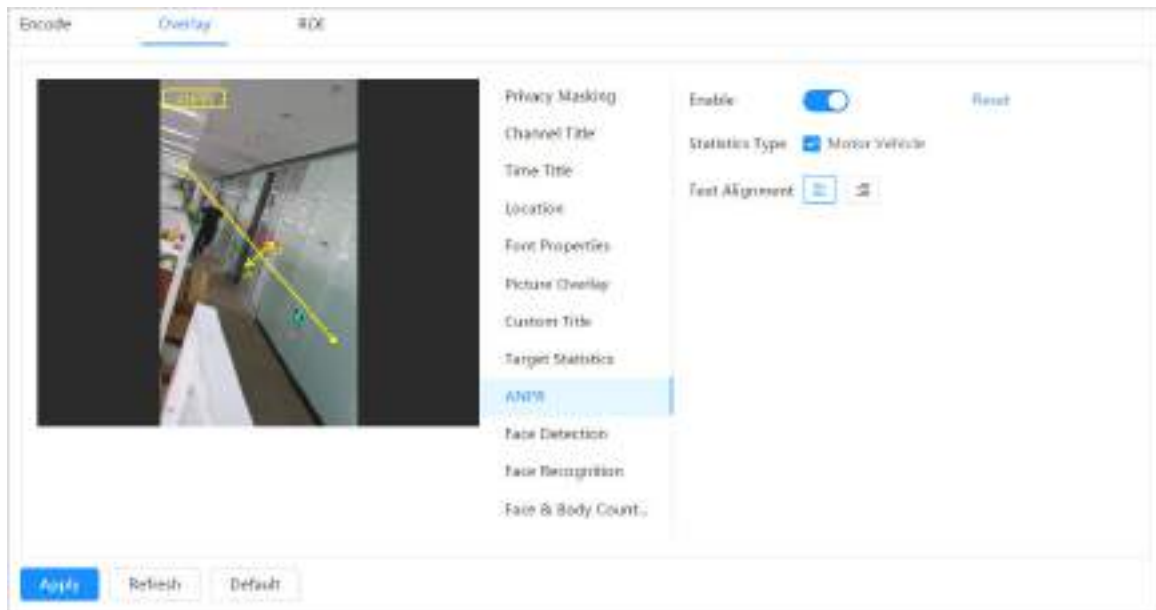 Encode Overlay ROI
Privacy Masking
Channel Title
Time Title
Location
Font Properties
Picture Overlay
Custom Title
Target Statistics
ANPR
Face Detection
Face Recognition
Face & Body Count..
Enable Reset
Statistics Type Motor Vehicle
Text Alignment
Apply Refresh Default